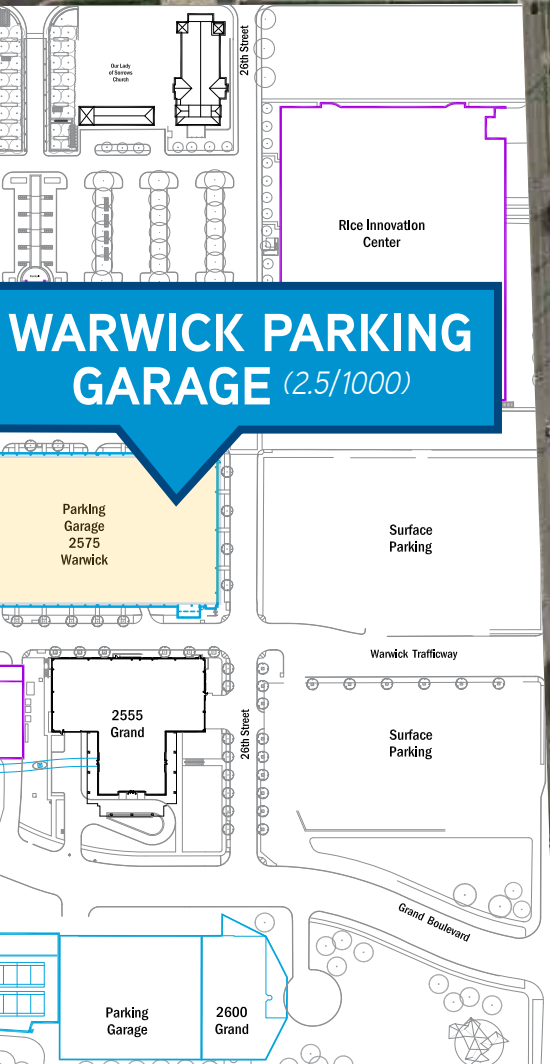 Our Lady
of Sorrows
Church
26th Street
Rice Innovation
Center
WARWICK PARKING
GARAGE (2.5/1000)
Parking
Garage
2575
Warwick
Surface
Parking
Warwick Trafficway
2555
Grand
26th Street
Surface
Parking
Grand Boulevard
Parking
Garage
2600
Grand